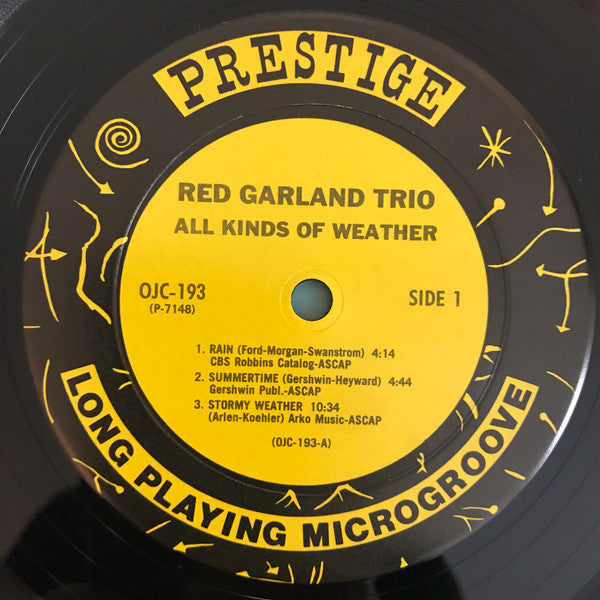 PRESTIGE
RED GARLAND TRIO
ALL KINDS OF WEATHER
OJC-193
(P-7148)
SIDE 1
1. RAIN (Ford-Morgan-Swanstrom) 4:14
CBS Robbins Catalog-ASCAP
2. SUMMERTIME (Gershwin-Heyward) 4:44
Gershwin Publ.-ASCAP
3. STORMY WEATHER 10:34
(Arlen-Koehler) Arko Music-ASCAP
(OJC-193-A)
LONG PLAYING MICROGROOVE